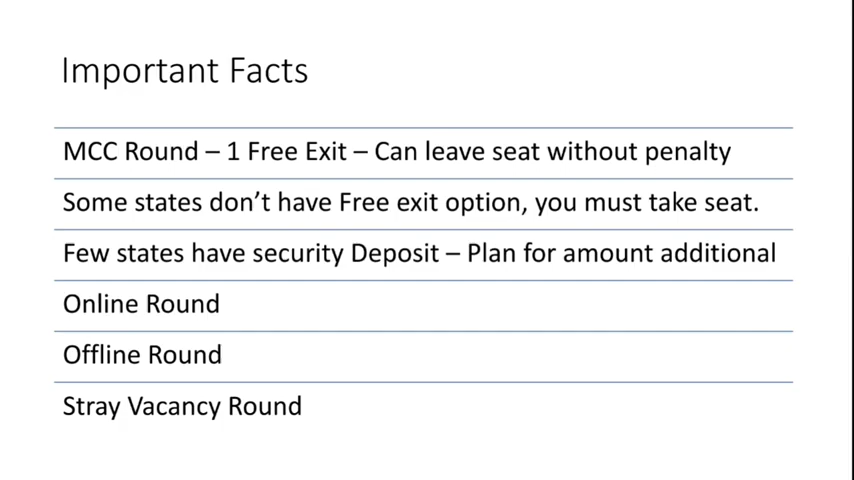 Important Facts
MCC Round – 1 Free Exit – Can leave seat without penalty
Some states don’t have Free exit option, you must take seat.
Few states have security Deposit – Plan for amount additional
Online Round
Offline Round
Stray Vacancy Round